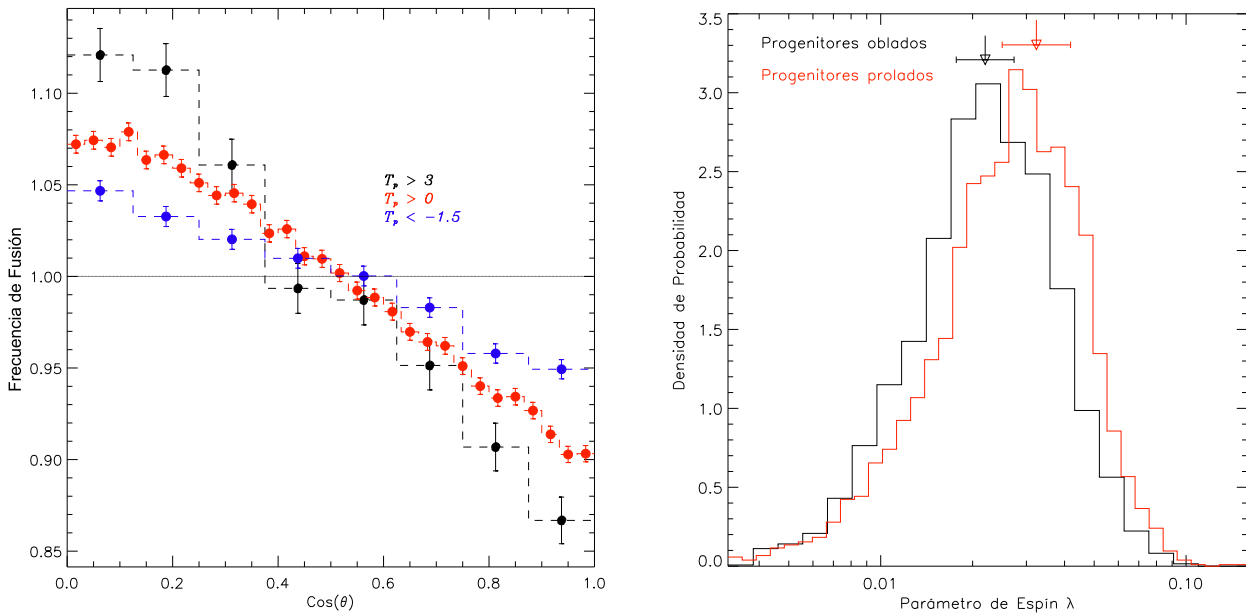 Frecuencia de Fusión
1.10
1.05
1.00
0.95
0.90
0.85
0.0
0.2
0.4
0.6
0.8
1.0
Cos(θ)
Tp > 3
Tp > 0
Tp < -1.5
Densidad de Probabilidad
3.5
3.0
2.5
2.0
1.5
1.0
0.5
0.0
Progenitores oblados
Progenitores prolados
0.01
0.10
Parámetro de Espín λ